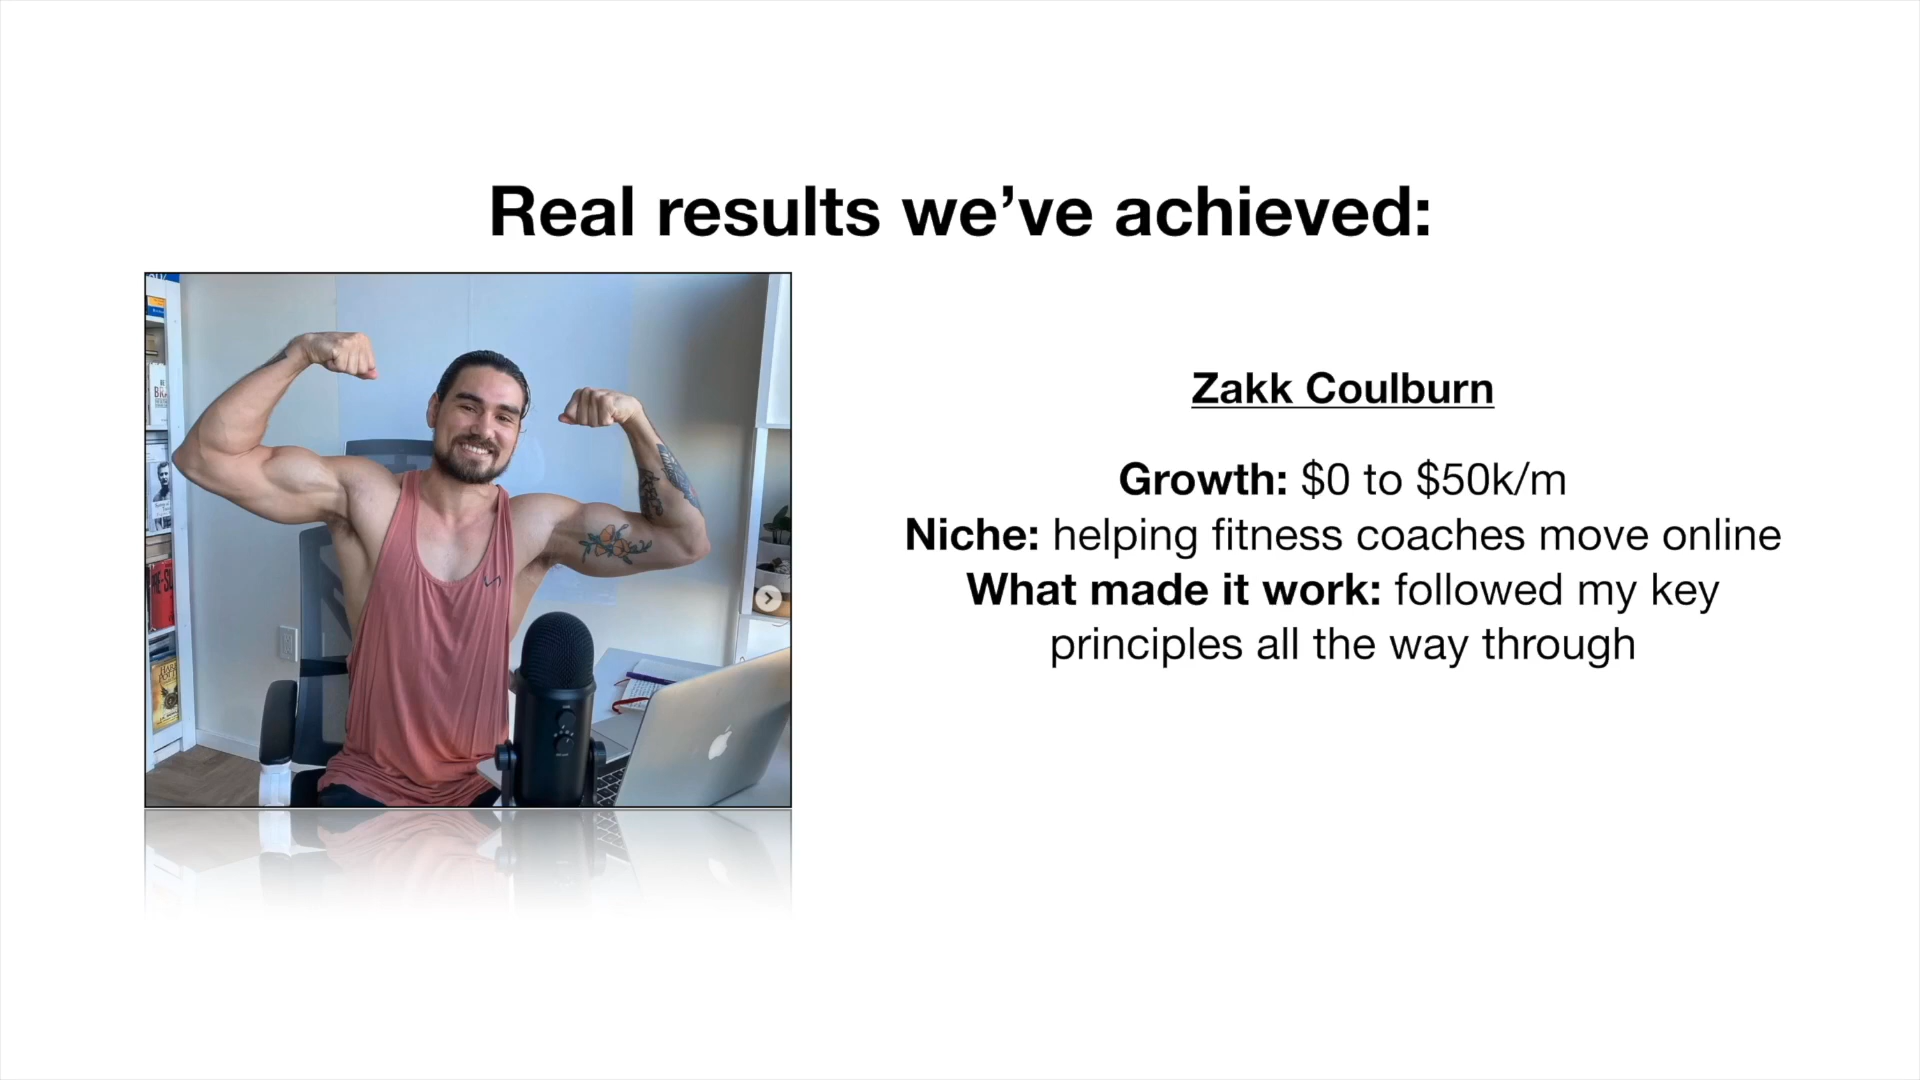 Real results we’ve achieved:
Zakk Coulburn
Growth: $0 to $50k/m
Niche: helping fitness coaches move online
What made it work: followed my key
principles all the way through